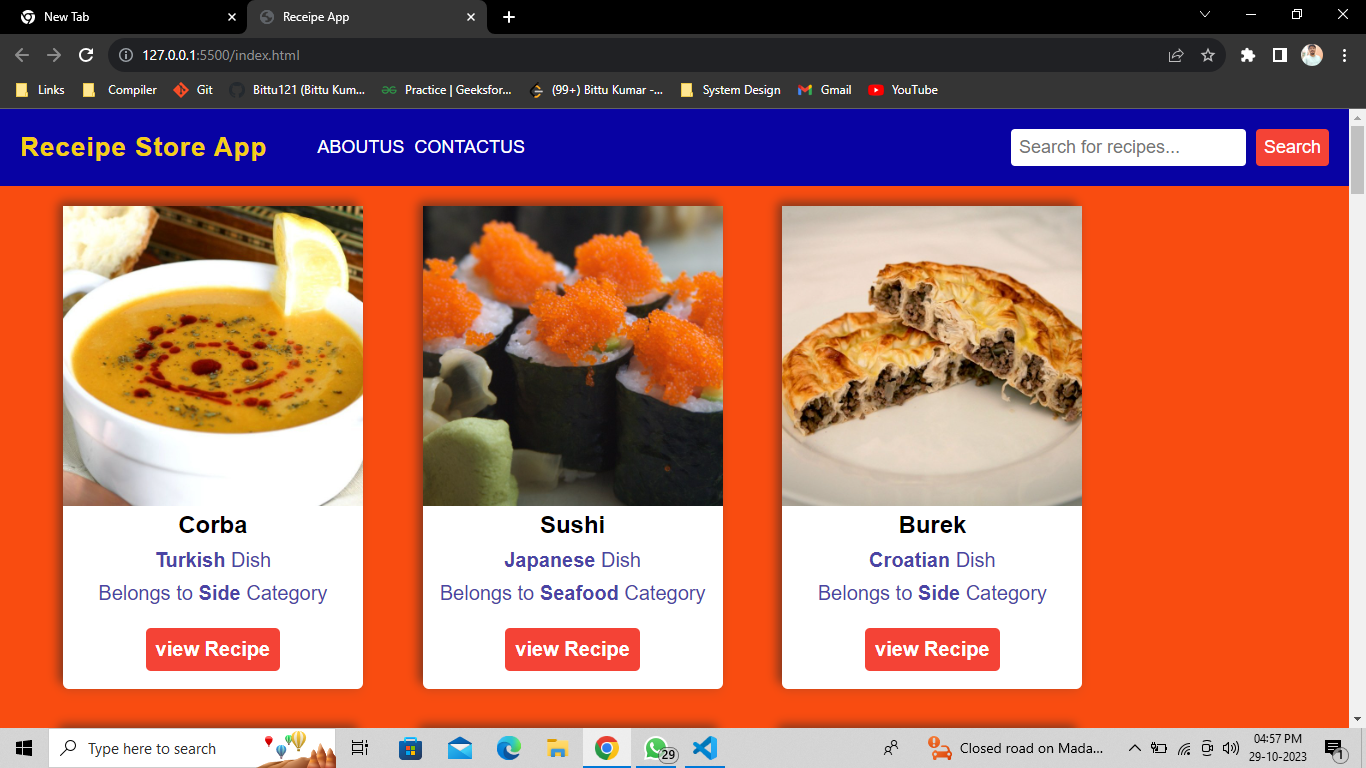 New Tab
Receipe App
127.0.0.1:5500/index.html
Links
Compiler
Git
Bittu121 (Bittu Kum...
Practice | Geeksfor...
(99+) Bittu Kumar -...
System Design
Gmail
YouTube
Receipe Store App
ABOUTUS CONTACTUS
Search for recipes...
Search
Corba
Turkish Dish
Belongs to Side Category
view Recipe
Sushi
Japanese Dish
Belongs to Seafood Category
view Recipe
Burek
Croatian Dish
Belongs to Side Category
view Recipe
Type here to search
29
Closed road on Mada...
04:57 PM
29-10-2023
1